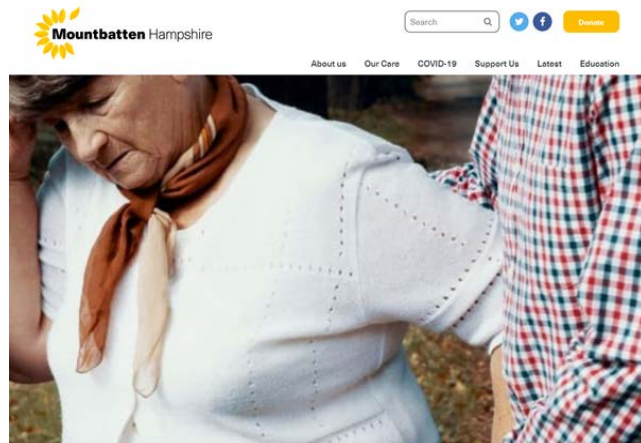 Mountbatten Hampshire
Search
Donate
About us Our Care COVID-19 Support Us Latest Education